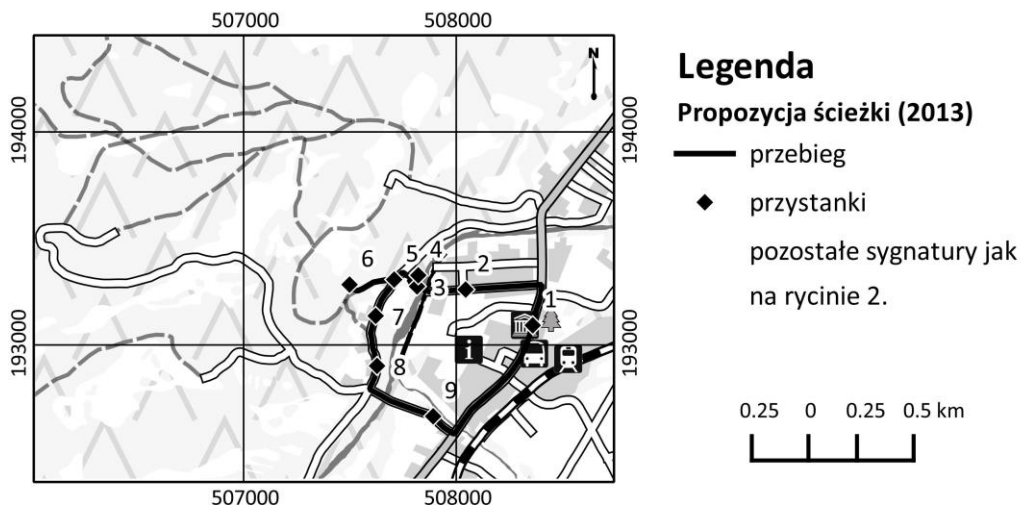 507000 508000
N
194000 194000
4
5
6 2
3
7 1
193000 i 193000
8
9
507000 508000
Legenda
Propozycja ścieżki (2013)
przebieg
przystanki
pozostałe sygnatury jak
na rycinie 2.
0.25 0 0.25 0.5 km